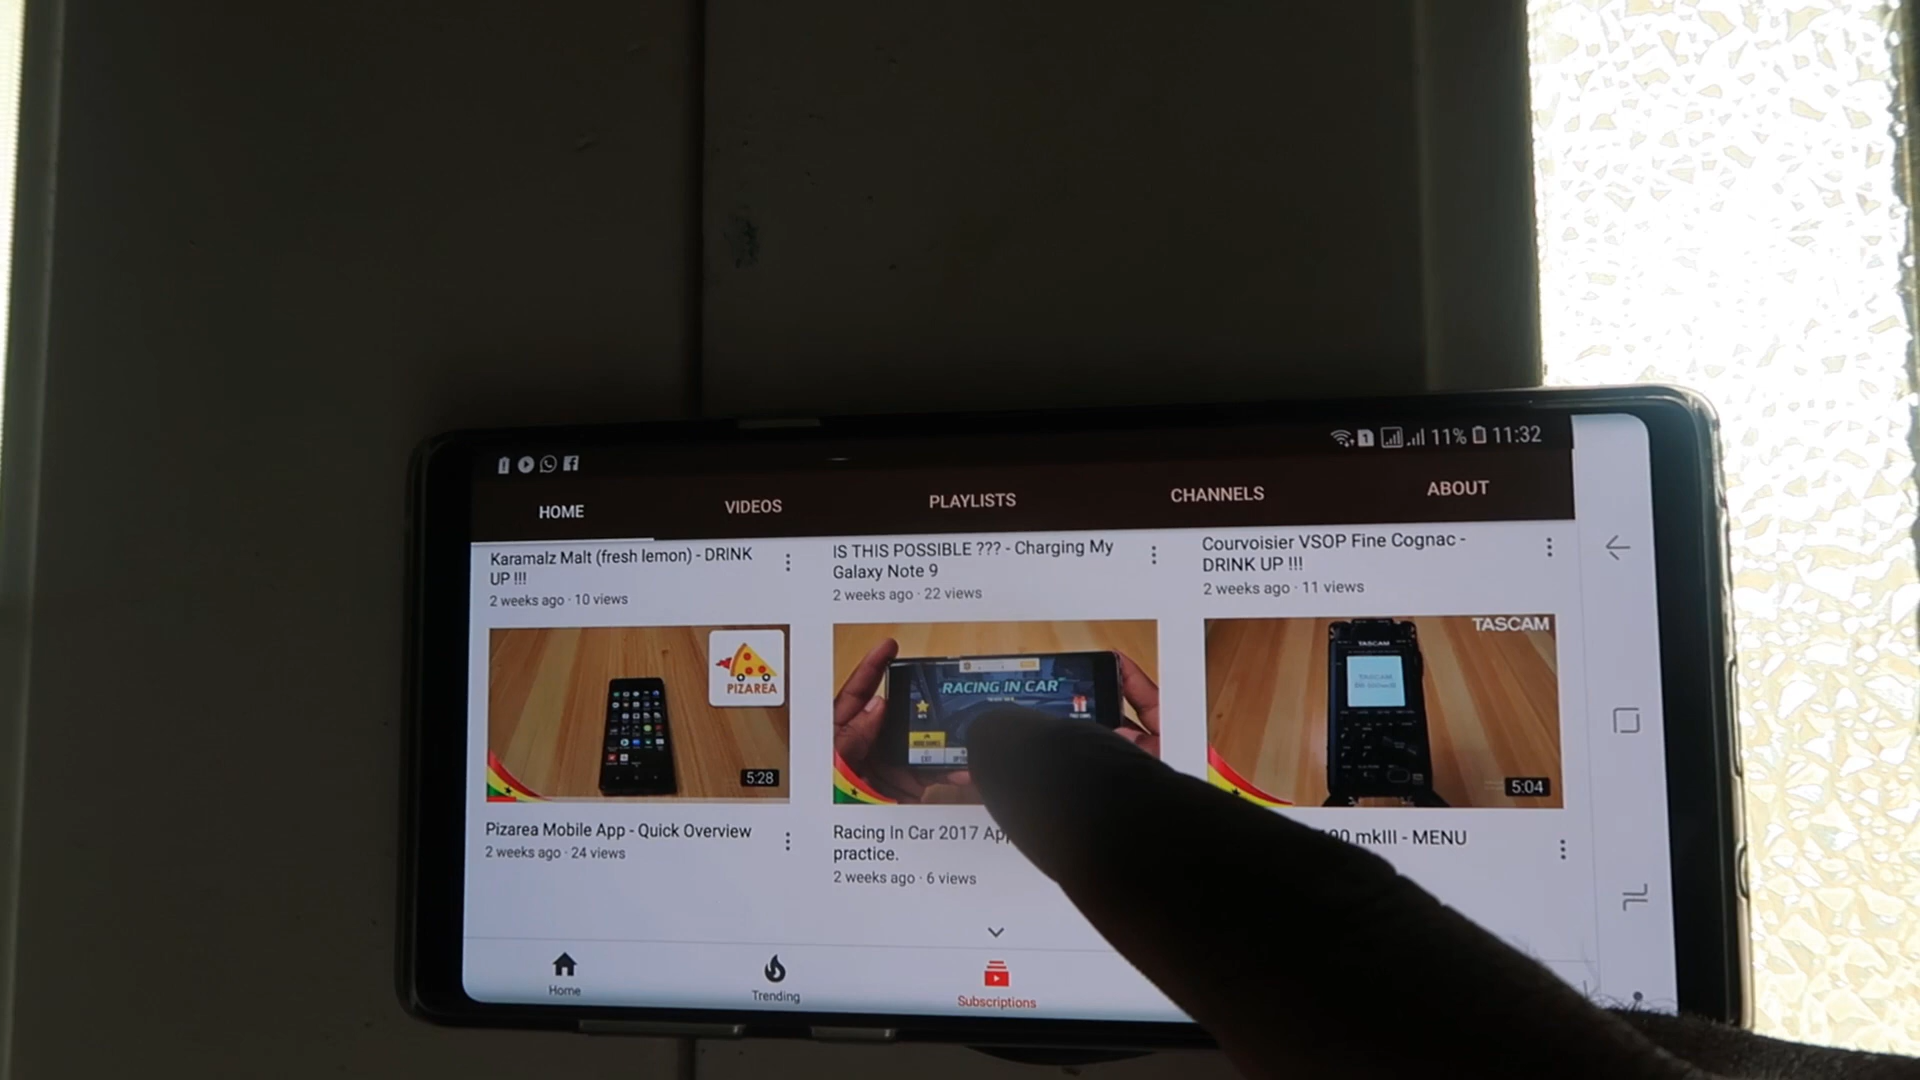 11% 11:32
HOME VIDEOS PLAYLISTS CHANNELS ABOUT
Karamalz Malt (fresh lemon) - DRINK
UP !!!
2 weeks ago · 10 views
IS THIS POSSIBLE ??? - Charging My
Galaxy Note 9
2 weeks ago · 22 views
Courvoisier VSOP Fine Cognac -
DRINK UP !!!
2 weeks ago · 11 views
PIZAREA
5:28
RACING IN CAR
EXIT
TASCAM
TASCAM
5:04
Pizarea Mobile App - Quick Overview
2 weeks ago · 24 views
Racing In Car 2017
practice.
2 weeks ago · 6 views
mkIII - MENU
Home
Trending
Subscriptions